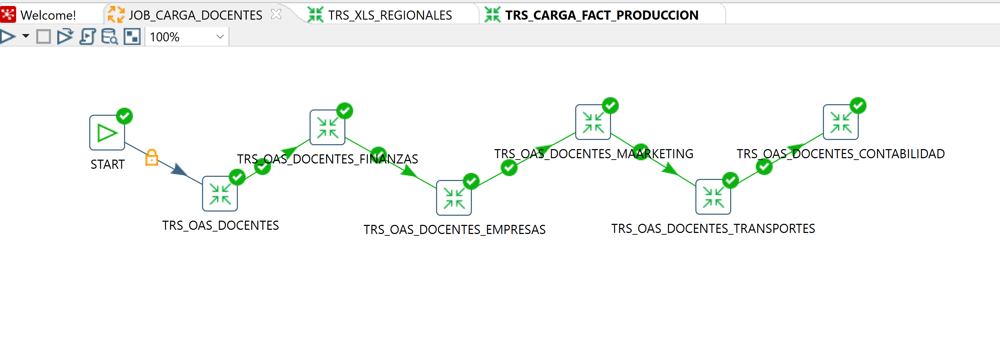 Welcome!
JOB_CARGA_DOCENTES
TRS_XLS_REGIONALES
TRS_CARGA_FACT_PRODUCCION
100%
START
TRS_OAS_DOCENTES
TRS_OAS_DOCENTES_FINANZAS
TRS_OAS_DOCENTES_EMPRESAS
TRS_OAS_DOCENTES_MAARKETING
TRS_OAS_DOCENTES_TRANSPORTES
TRS_OAS_DOCENTES_CONTABILIDAD